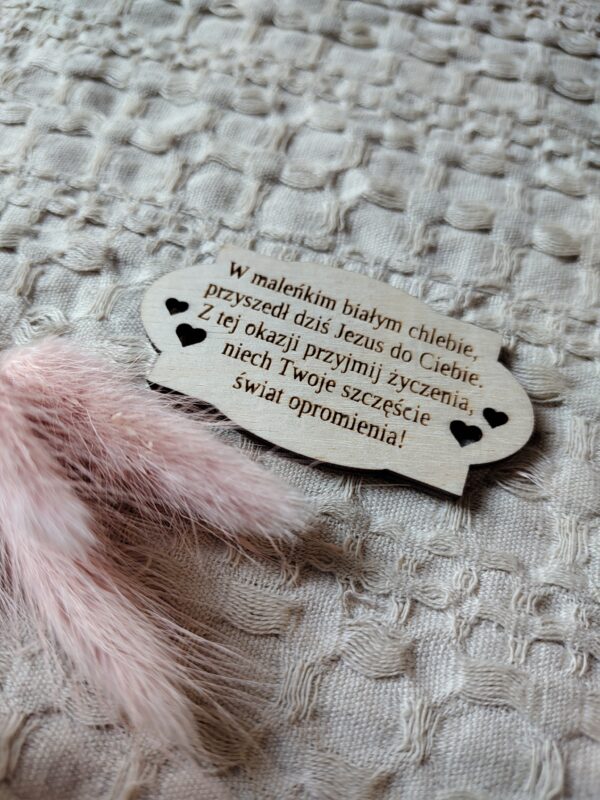 W maleńkim białym chlebie,
przyszedł dziś Jezus do Ciebie.
Z tej okazji przyjmij życzenia,
niech Twoje szczęście
świat opromienia!